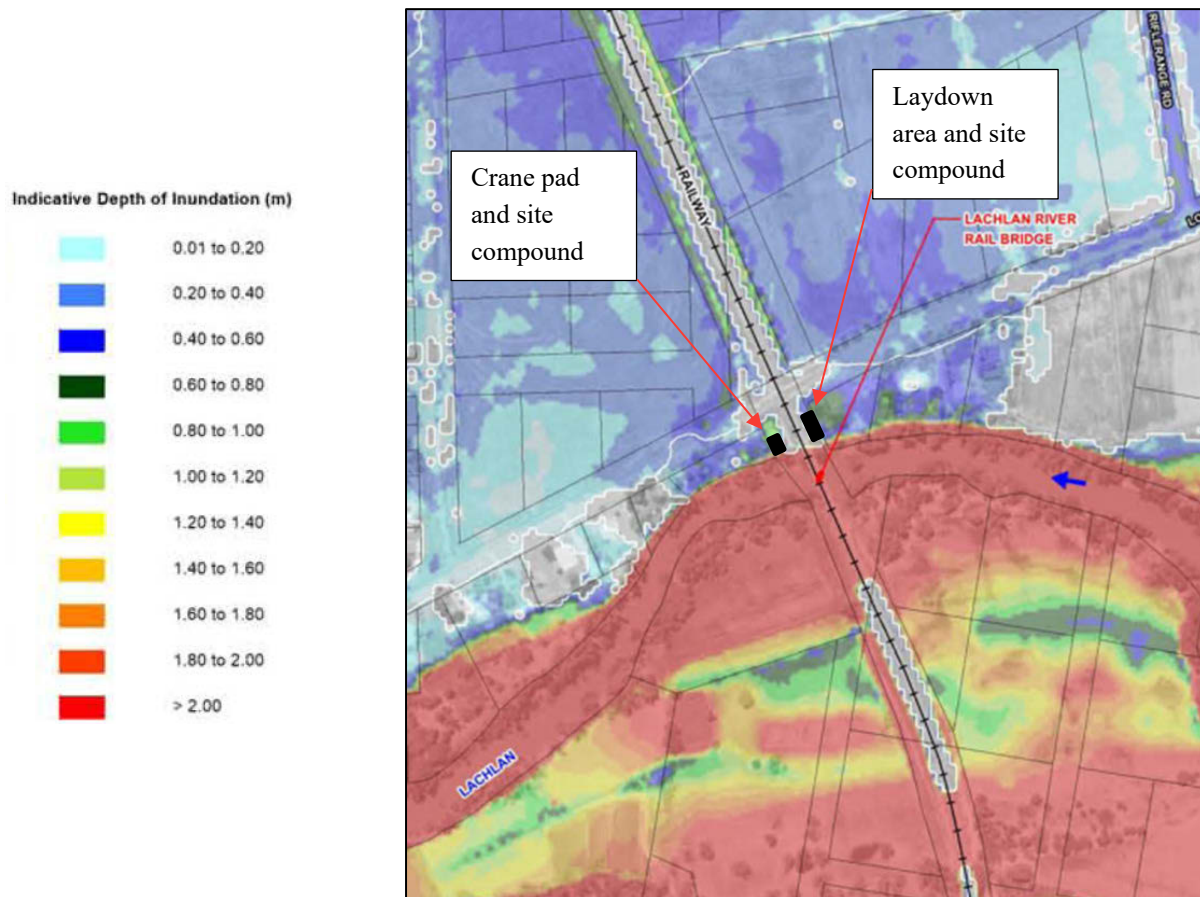 Indicative Depth of Inundation (m)
0.01 to 0.20
0.20 to 0.40
0.40 to 0.60
0.60 to 0.80
0.80 to 1.00
1.00 to 1.20
1.20 to 1.40
1.40 to 1.60
1.60 to 1.80
1.80 to 2.00
> 2.00
RIFLERANGE RD
Laydown
area and site
compound
Crane pad
and site
compound
RAILWAY
LACHLAN RIVER
RAIL BRIDGE
LACHLAN